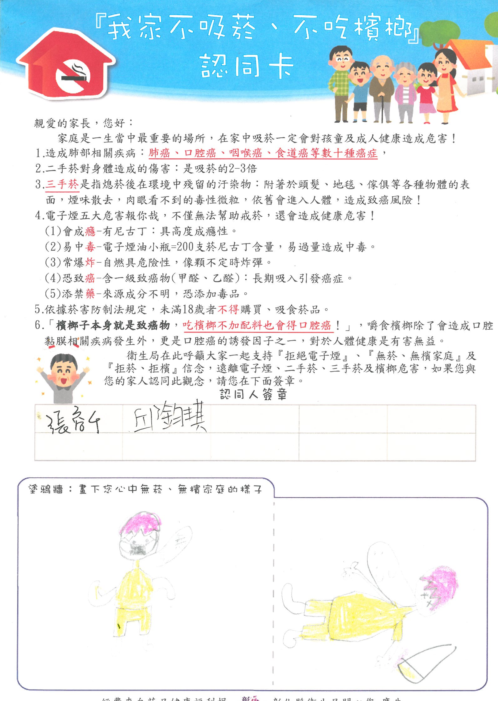 『我家不吸菸、不吃檳榔』
認同卡
親愛的家長，您好：
家庭是一生當中最重要的場所，在家中吸菸一定會對孩童及成人健康造成危害！
1.造成肺部相關疾病：肺癌、口腔癌、咽喉癌、食道癌等數十種癌症，
2.二手菸對身體造成的傷害：是吸菸的2-3倍
3.三手菸是指熄菸後在環境中殘留的汙染物：附著於頭髮、地毯、傢俱等各種物體的表
面，煙味散去，肉眼看不到的毒性微粒，依舊會進入人體，造成致癌風險！
4.電子煙五大危害報你哉，不僅無法幫助戒菸，還會造成健康危害！
(1)會成癮-有尼古丁：具高度成癮性。
(2)易中毒-電子煙油小瓶=200支菸尼古丁含量，易過量造成中毒。
(3)常爆炸-自燃具危險性，像顆不定時炸彈。
(4)恐致癌-含一級致癌物(甲醛、乙醛)：長期吸入引發癌症。
(5)添禁藥-來源成分不明，恐添加毒品。
5.依據菸害防制法規定，未滿18歲者不得購買、吸食菸品。
6.「檳榔子本身就是致癌物，吃檳榔不加配料也會得口腔癌！」，嚼食檳榔除了會造成口腔
黏膜相關疾病發生外，更是口腔癌的誘發因子之一，對於人體健康是有害無益。
衛生局在此呼籲大家一起支持『拒絕電子煙』、『無菸、無檳家庭』及
『拒菸、拒檳』信念，遠離電子煙、二手菸、三手菸及檳榔危害，如果您與
您的家人認同此觀念，請您在下面簽章。
認同人簽章
邱鈞琪
塗鴉牆：畫下您心中無菸、無檳家庭的樣子